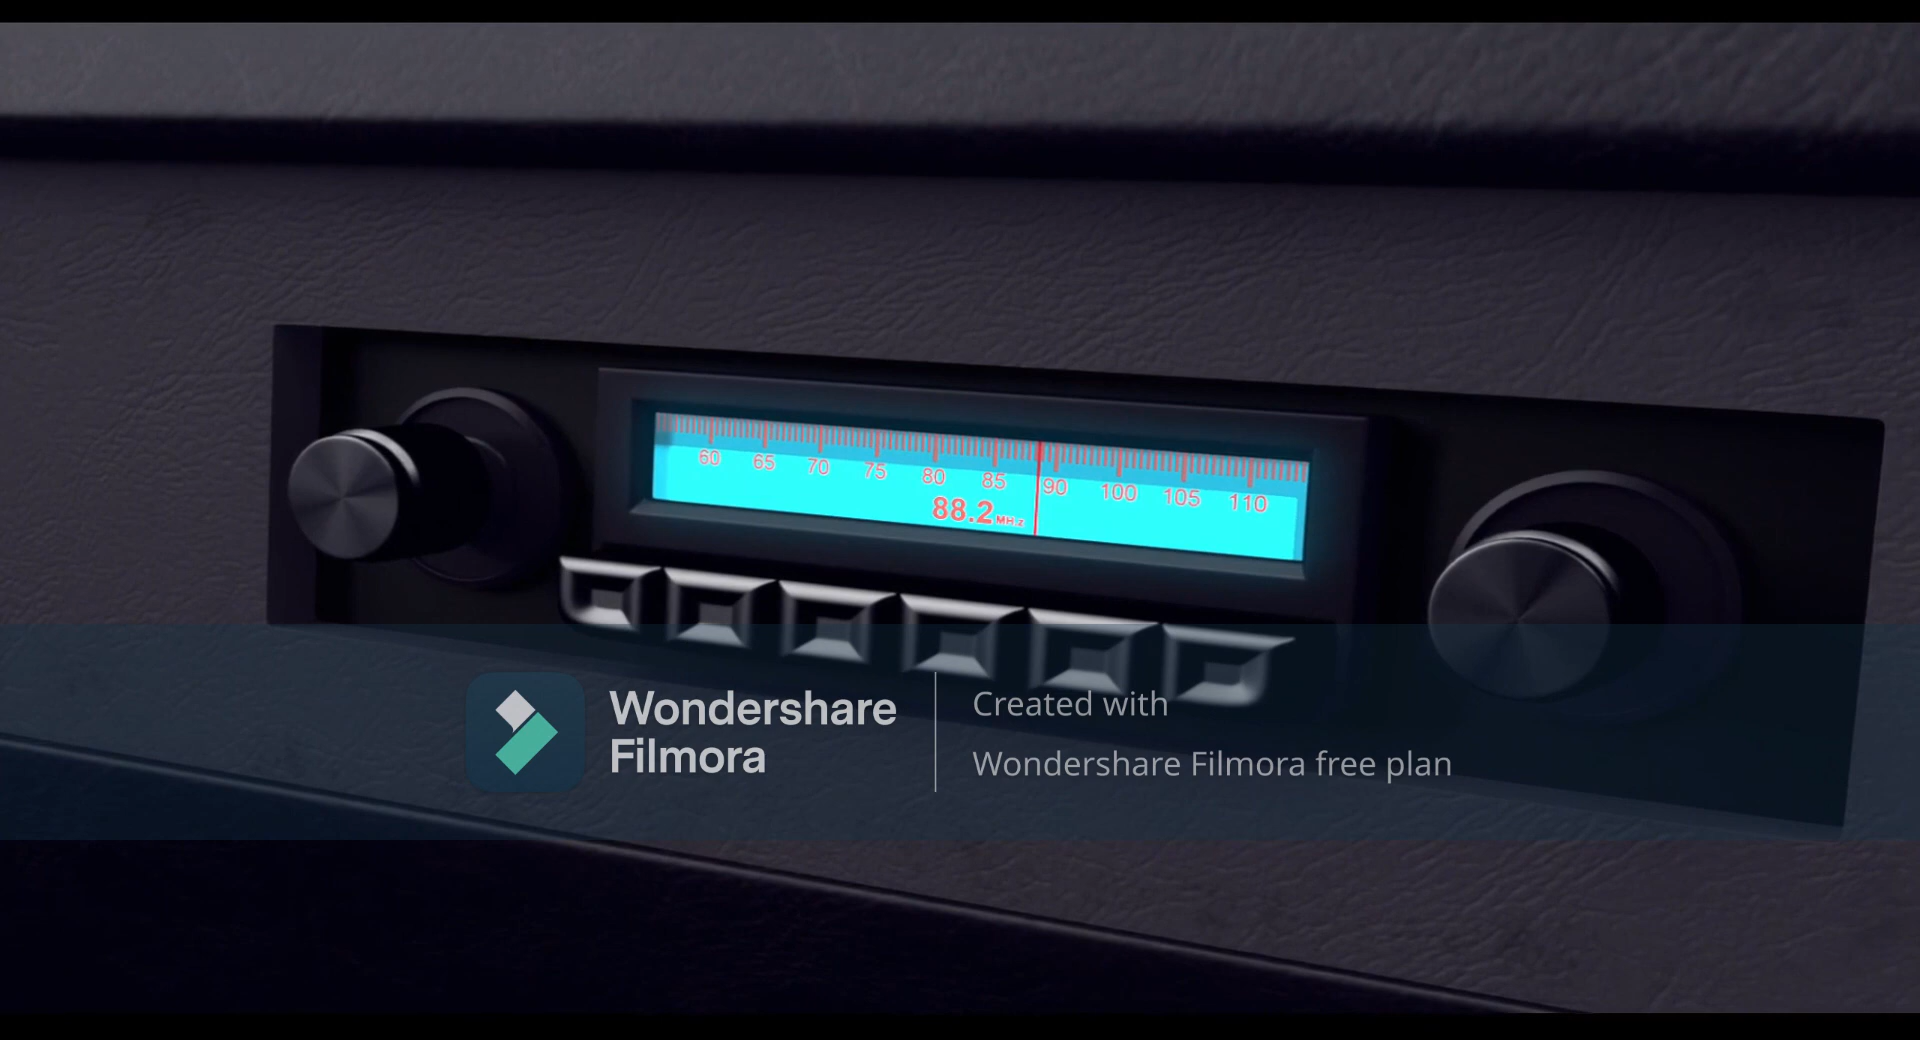 60 65 70 75 80 85 90 100 105 110
88.2 MHz
Wondershare
Filmora
Created with
Wondershare Filmora free plan